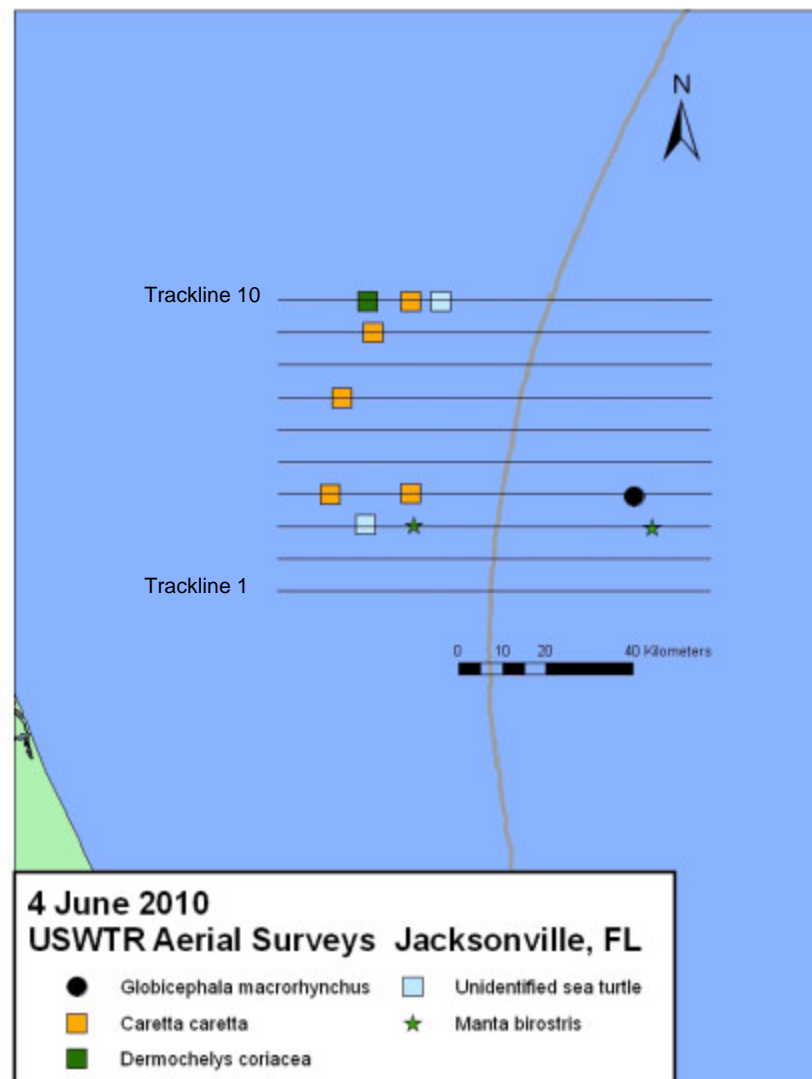 N
Trackline 10
Trackline 1
0 10 20 40 Kilometers
4 June 2010
USWTR Aerial Surveys Jacksonville, FL
Globicephala macrorhynchus
Unidentified sea turtle
Caretta caretta
Manta birostris
Dermochelys coriacea